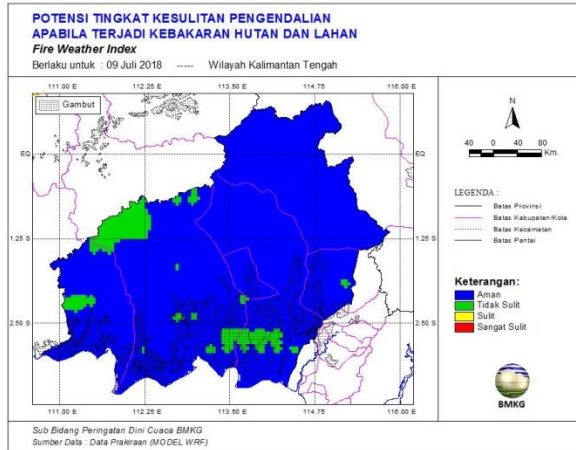 POTENSI TINGKAT KESULITAN PENGENDALIAN
APABILA TERJADI KEBAKARAN HUTAN DAN LAHAN
Fire Weather Index
Berlaku untuk : 09 Juli 2018 ----- Wilayah Kalimantan Tengah
111.00 E 112.25 E 113.50 E 114.75 E 116.00 E
Gambut
EQ EQ
1.25 S 1.25 S
2.50 S 2.50 S
111.00 E 112.25 E 113.50 E 114.75 E 116.00 E
N
40 0 40 80
Km.
LEGENDA :
Batas Provinsi
Batas Kabupaten/Kota
Batas Kecamatan
Batas Pantai
Keterangan:
Aman
Tidak Sulit
Sulit
Sangat Sulit
BMKG
Sub Bidang Peringatan Dini Cuaca BMKG
Sumber Data : Data Prakiraan (MODEL WRF)